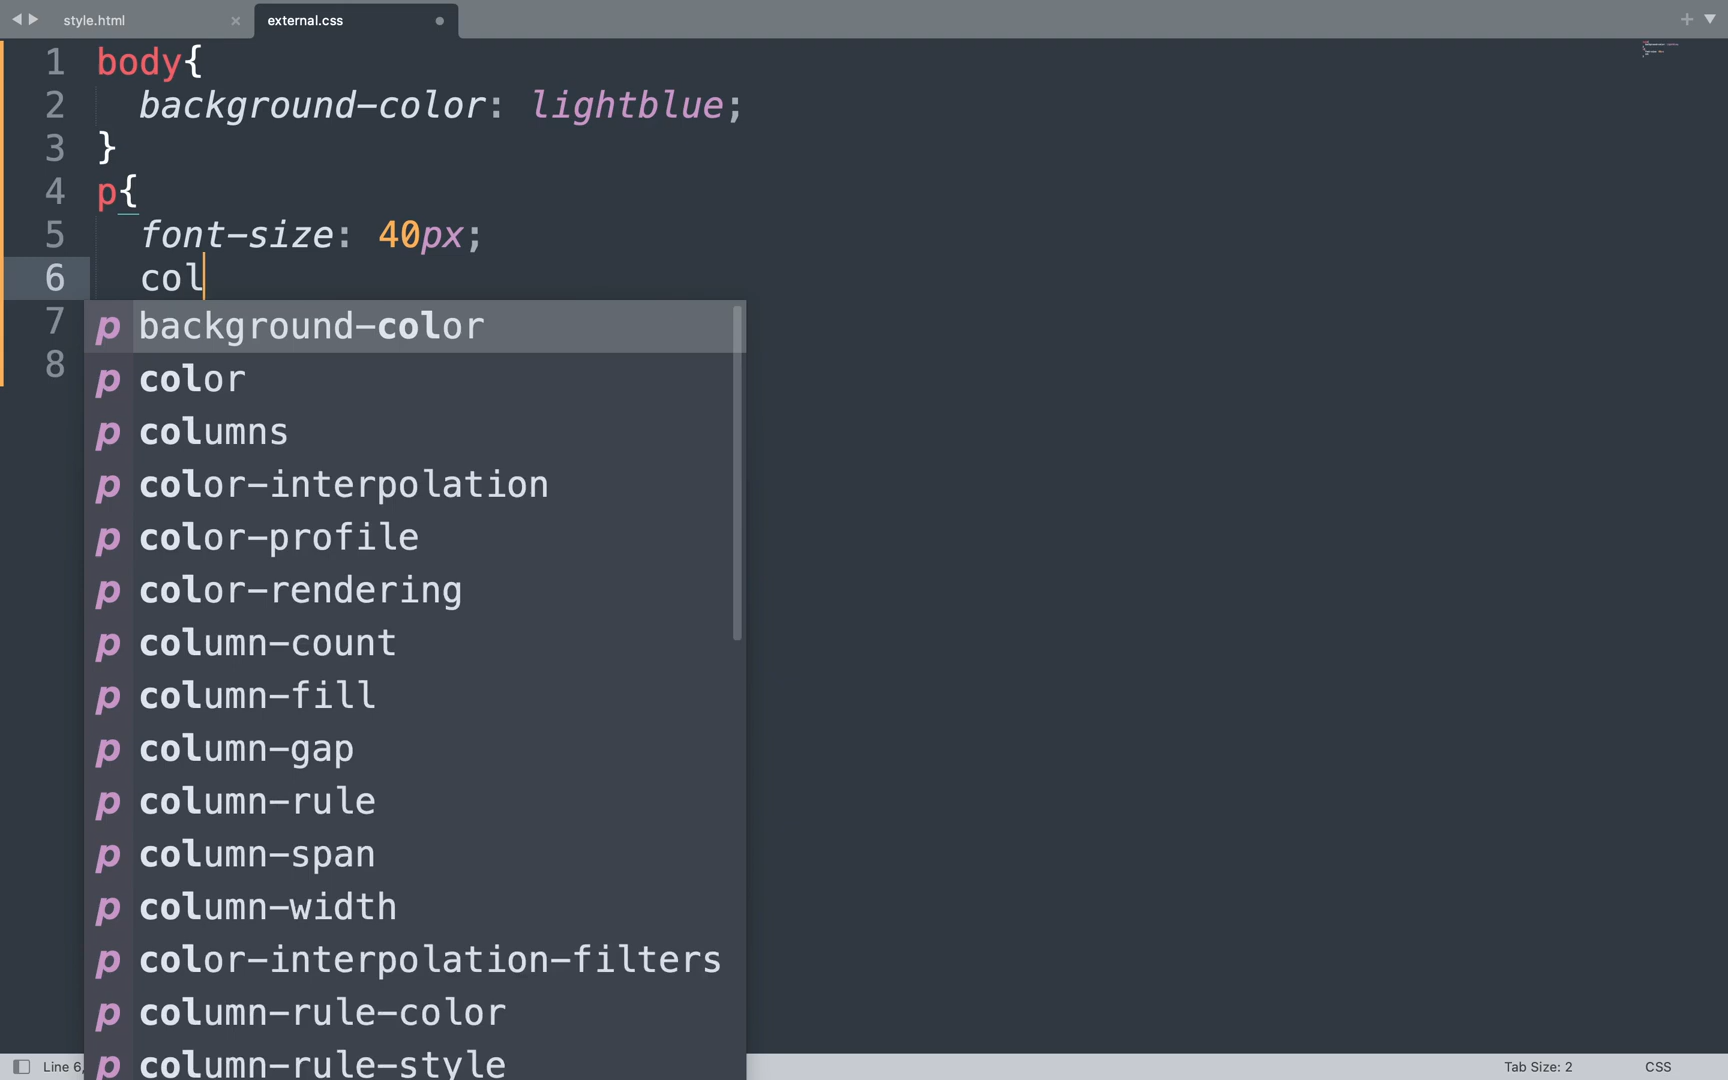 style.html × external.css
1 body{
2 background-color: lightblue;
3 }
4 p{
5 font-size: 40px;
6 col
7
8
p background-color
p color
p columns
p color-interpolation
p color-profile
p color-rendering
p column-count
p column-fill
p column-gap
p column-rule
p column-span
p column-width
p color-interpolation-filters
p column-rule-color
p column-rule-style
Line 6, Tab Size: 2 CSS